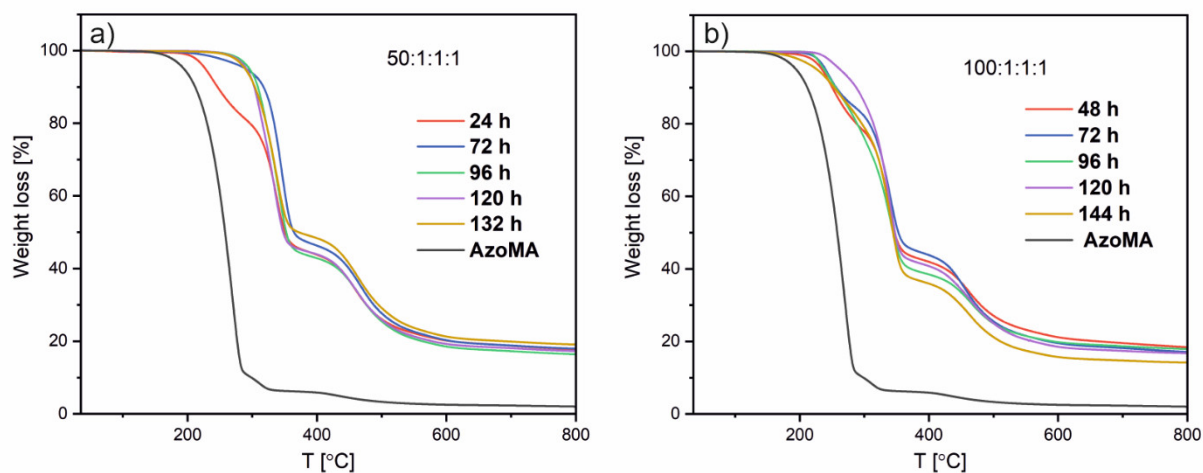 a)
50:1:1:1
Weight loss [%]
100
80
60
40
20
0
24 h
72 h
96 h
120 h
132 h
AzoMA
200
400
600
800
T [°C]
b)
100:1:1:1
Weight loss [%]
100
80
60
40
20
0
48 h
72 h
96 h
120 h
144 h
AzoMA
200
400
600
800
T [°C]